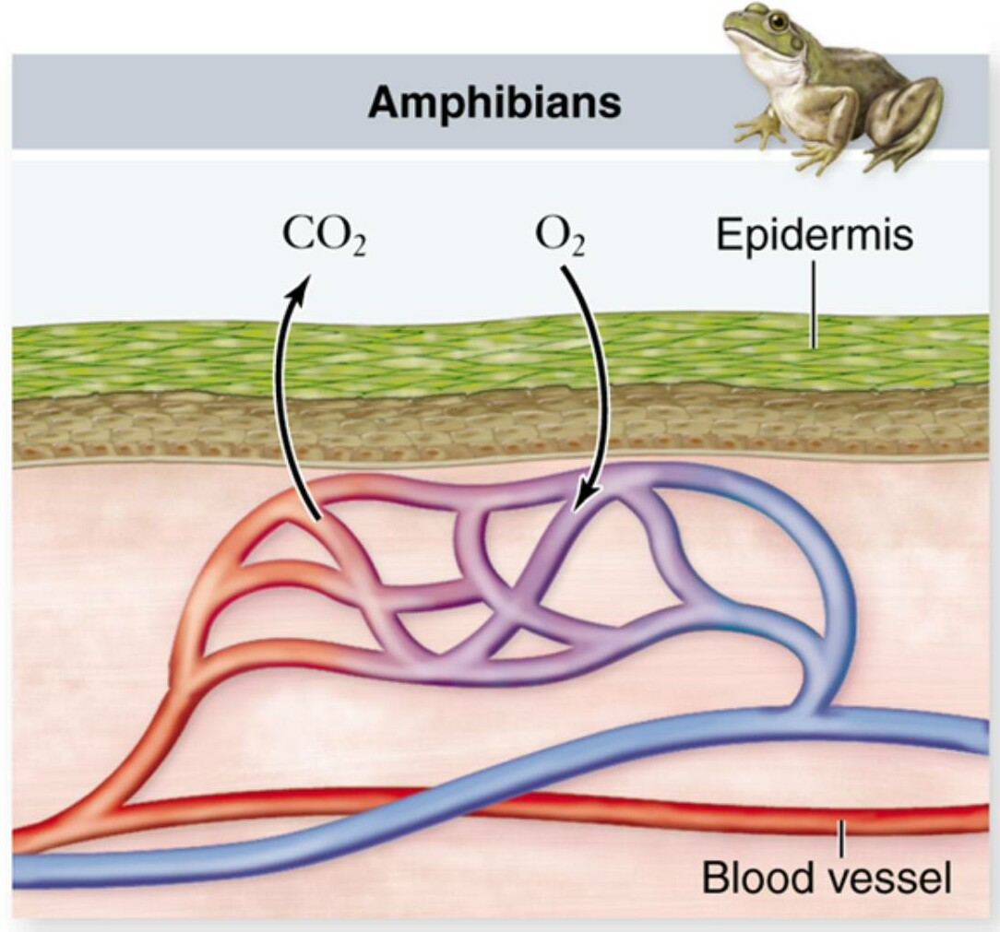 Amphibians
CO₂
O₂
Epidermis
Blood vessel